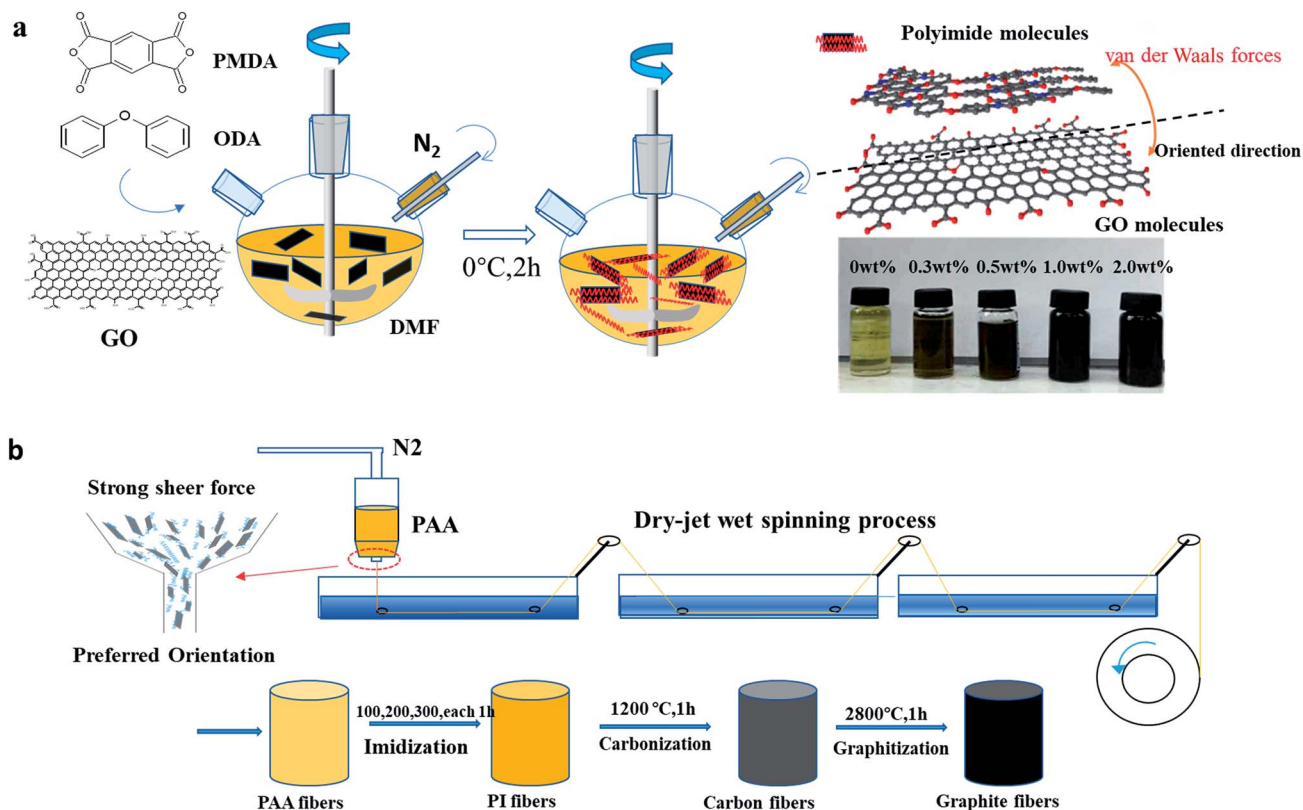 a
PMDA
ODA
GO
N₂
DMF
0°C,2h
Polyimide molecules
van der Waals forces
Oriented direction
GO molecules
0wt% 0.3wt% 0.5wt% 1.0wt% 2.0wt%
b
N2
Strong sheer force
PAA
Dry-jet wet spinning process
Preferred Orientation
100,200,300,each 1h
Imidization
1200 °C,1h
Carbonization
2800°C,1h
Graphitization
PAA fibers
PI fibers
Carbon fibers
Graphite fibers